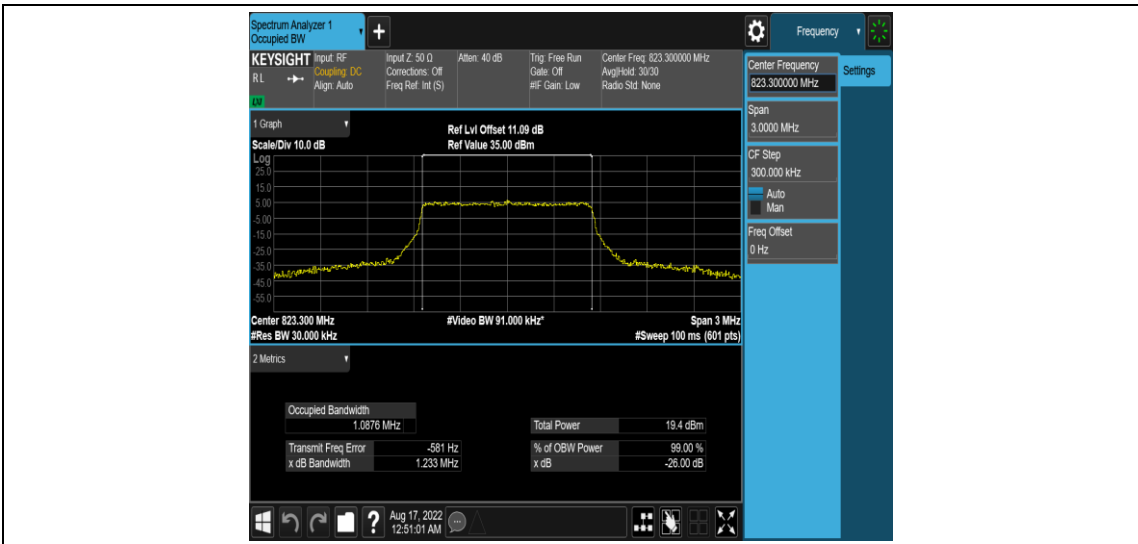 Spectrum Analyzer 1
Occupied BW
+
Frequency
KEYSIGHT
RL
LXI
Input: RF
Coupling: DC
Align: Auto
Input Z: 50 Ω
Corrections: Off
Freq Ref: Int (S)
Atten: 40 dB
Trig: Free Run
Gate: Off
#IF Gain: Low
Center Freq: 823.300000 MHz
Avg|Hold: 30/30
Radio Std: None
Center Frequency
823.300000 MHz
Settings
Span
3.0000 MHz
CF Step
300.000 kHz
Auto
Man
Freq Offset
0 Hz
1 Graph
Scale/Div 10.0 dB
Ref Lvl Offset 11.09 dB
Ref Value 35.00 dBm
Log
25.0
15.0
5.00
-5.00
-15.0
-25.0
-35.0
-45.0
-55.0
Center 823.300 MHz
#Video BW 91.000 kHz*
Span 3 MHz
#Res BW 30.000 kHz
#Sweep 100 ms (601 pts)
2 Metrics
Occupied Bandwidth
1.0876 MHz
Total Power 19.4 dBm
Transmit Freq Error -581 Hz
% of OBW Power 99.00 %
x dB Bandwidth 1.233 MHz
x dB -26.00 dB
?
Aug 17, 2022
12:51:01 AM